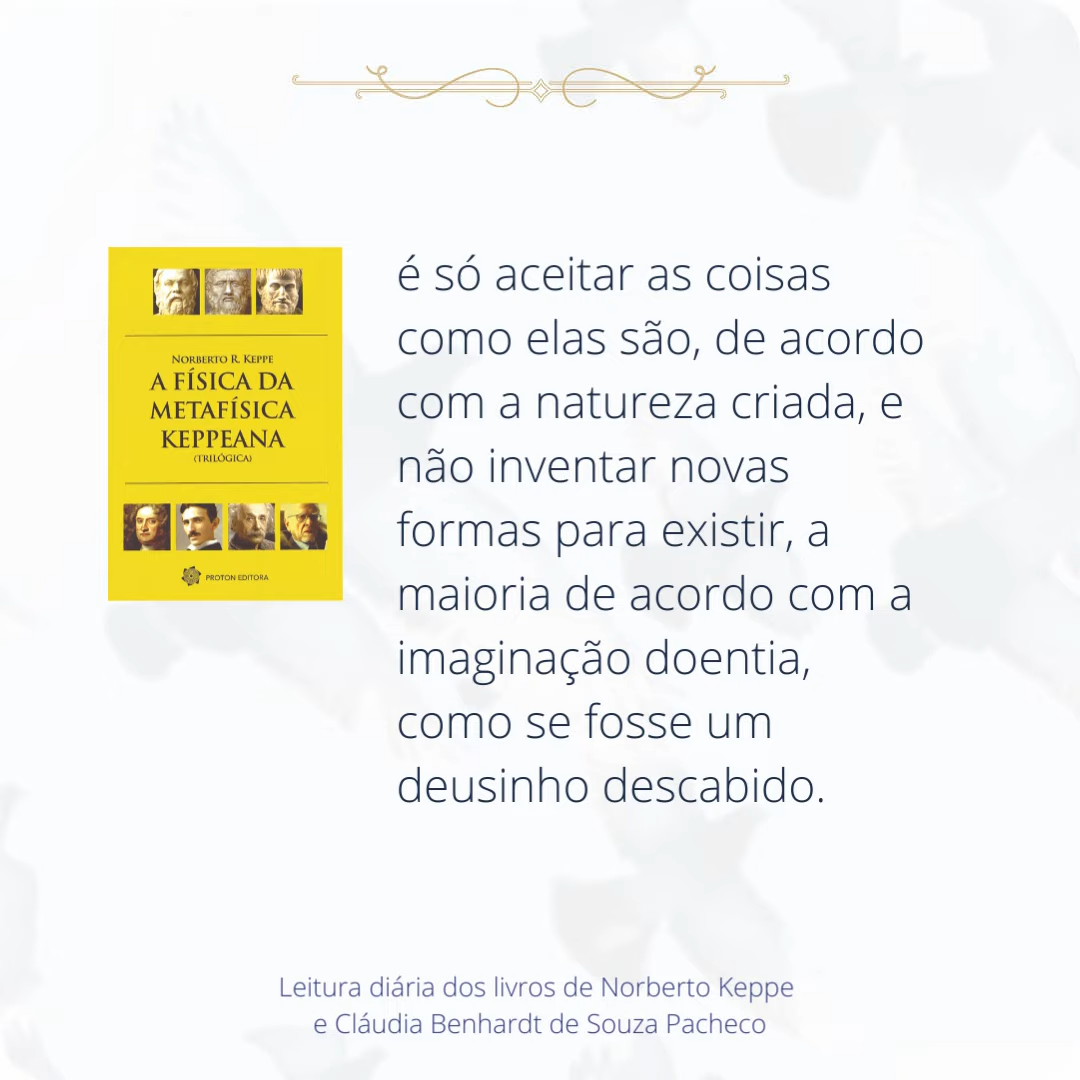 Norberto R. Keppe
A FÍSICA DA
METAFÍSICA
KEPPEANA
(TRILÓGICA)
PROTON EDITORA
é só aceitar as coisas
como elas são, de acordo
com a natureza criada, e
não inventar novas
formas para existir, a
maioria de acordo com a
imaginação doentia,
como se fosse um
deusinho descabido.
Leitura diária dos livros de Norberto Keppe
e Cláudia Benhardt de Souza Pacheco